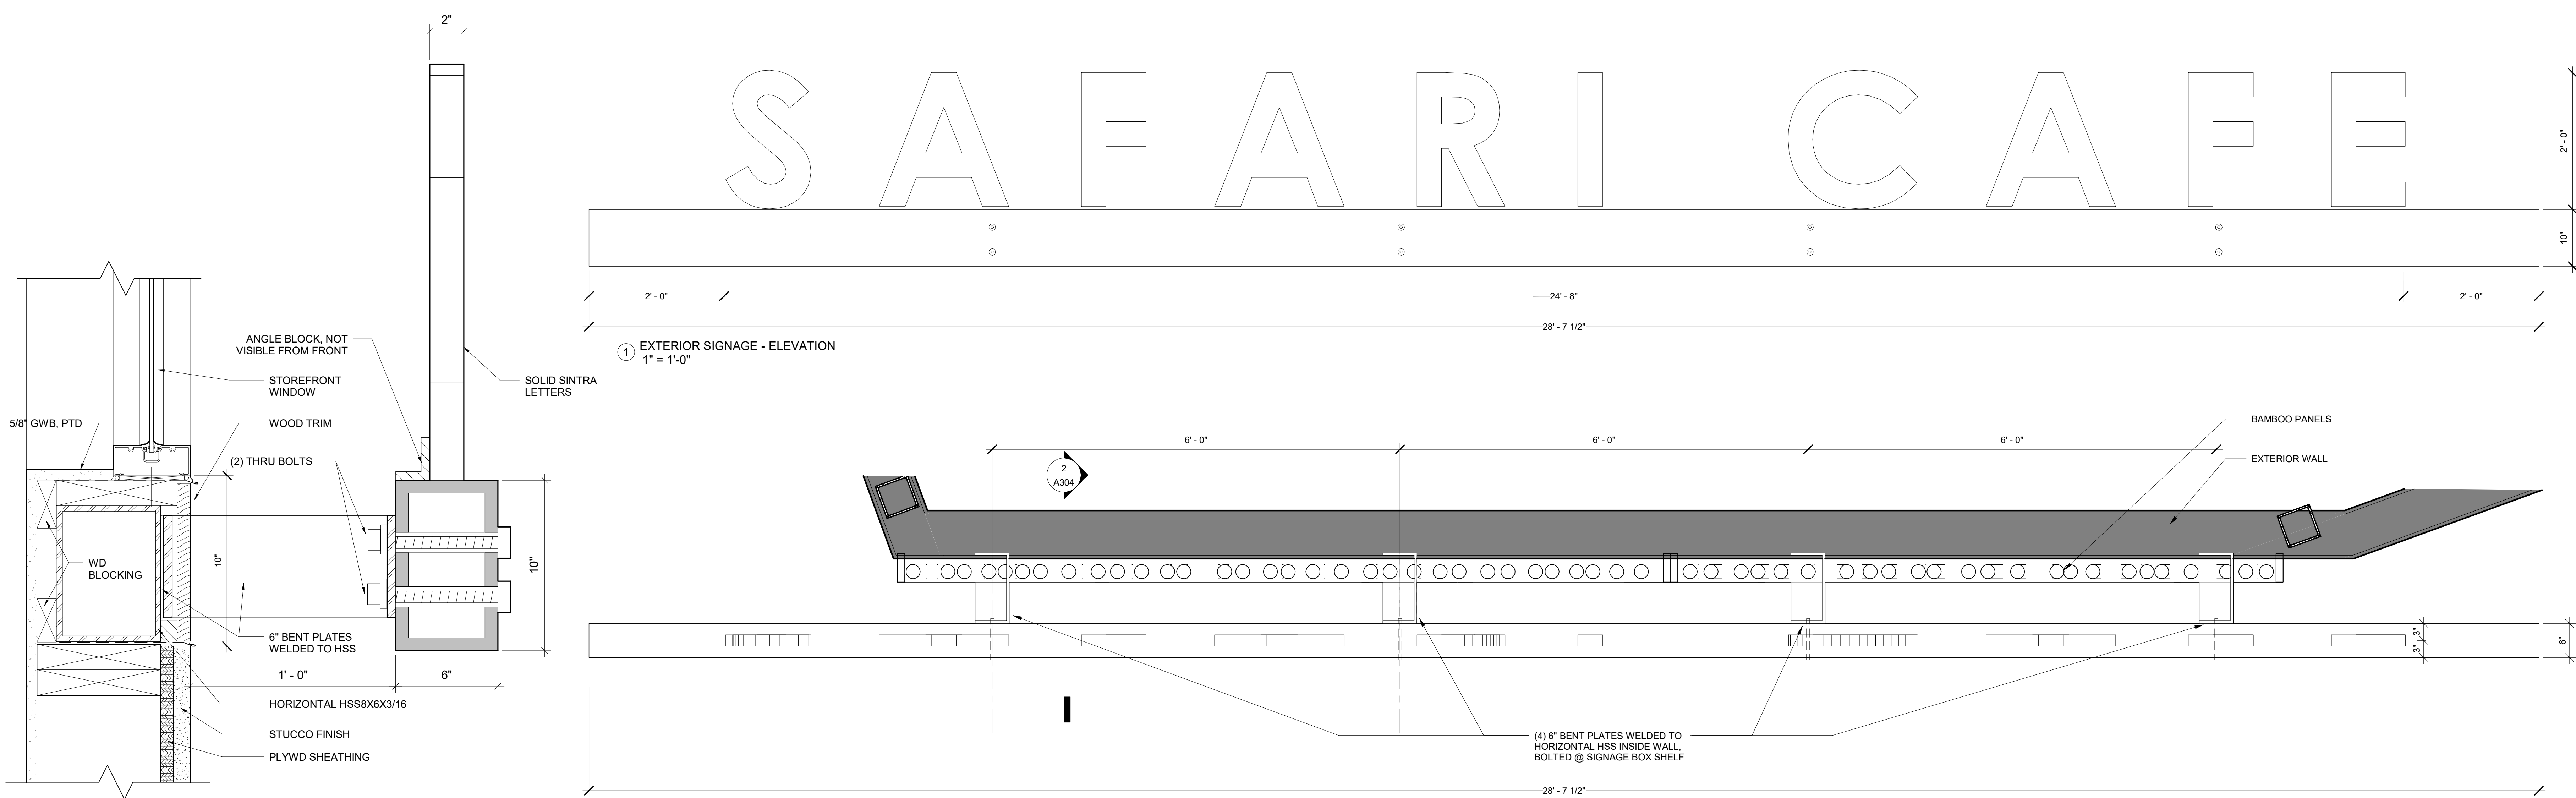 2"
ANGLE BLOCK, NOT
VISIBLE FROM FRONT
STOREFRONT
WINDOW
5/8" GWB, PTD
WOOD TRIM
(2) THRU BOLTS
SOLID SINTRA
LETTERS
WD
BLOCKING
10"
10"
6" BENT PLATES
WELDED TO HSS
1' - 0"
6"
HORIZONTAL HSS8X6X3/16
STUCCO FINISH
PLYWD SHEATHING
SAFARI CAFE
2' - 0"
10"
2' - 0"
24' - 8"
2' - 0"
28' - 7 1/2"
1 EXTERIOR SIGNAGE - ELEVATION
1" = 1'-0"
BAMBOO PANELS
6' - 0"
6' - 0"
6' - 0"
EXTERIOR WALL
2
A304
3"
3"
6"
(4) 6" BENT PLATES WELDED TO
HORIZONTAL HSS INSIDE WALL,
BOLTED @ SIGNAGE BOX SHELF
28' - 7 1/2"